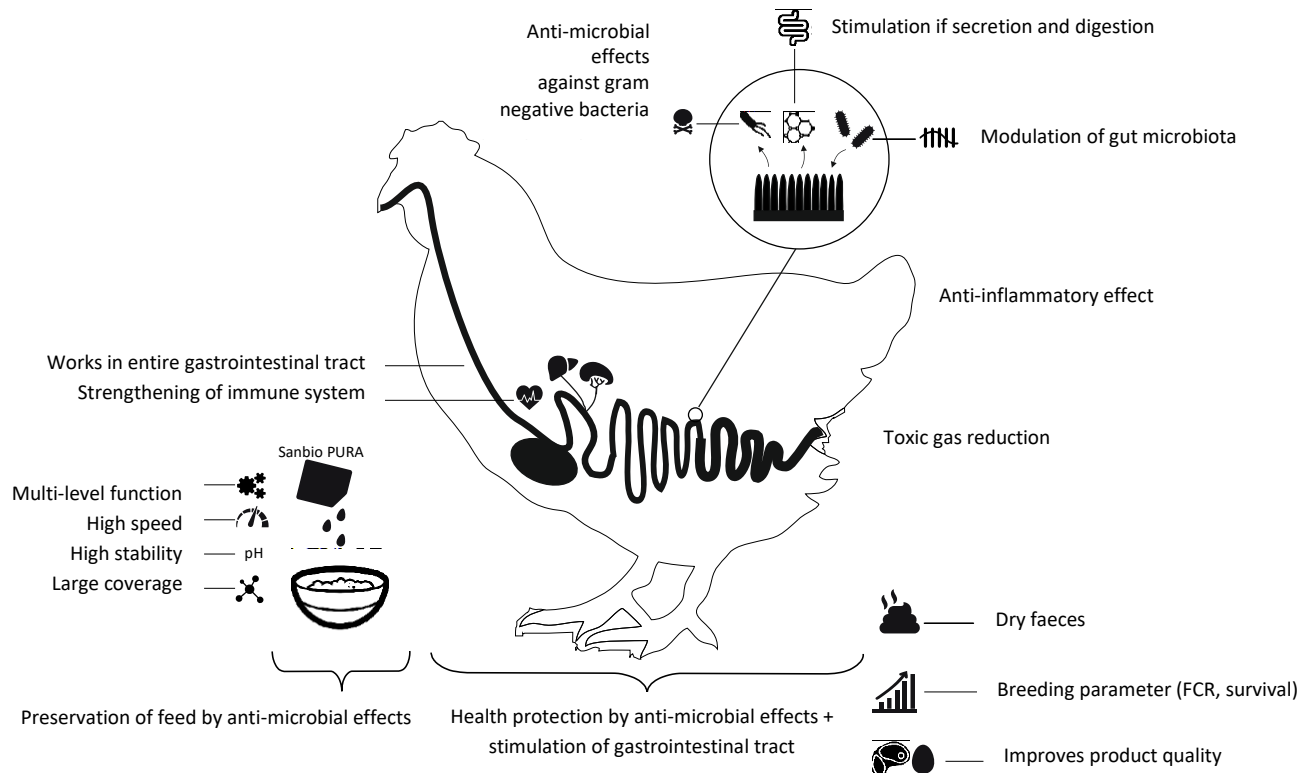 Stimulation if secretion and digestion
Anti-microbial
effects
against gram
negative bacteria
Modulation of gut microbiota
Anti-inflammatory effect
Works in entire gastrointestinal tract
Strengthening of immune system
Toxic gas reduction
Sanbio PURA
Multi-level function
High speed
High stability
pH
Large coverage
Dry faeces
Breeding parameter (FCR, survival)
Improves product quality
Preservation of feed by anti-microbial effects
Health protection by anti-microbial effects +
stimulation of gastrointestinal tract